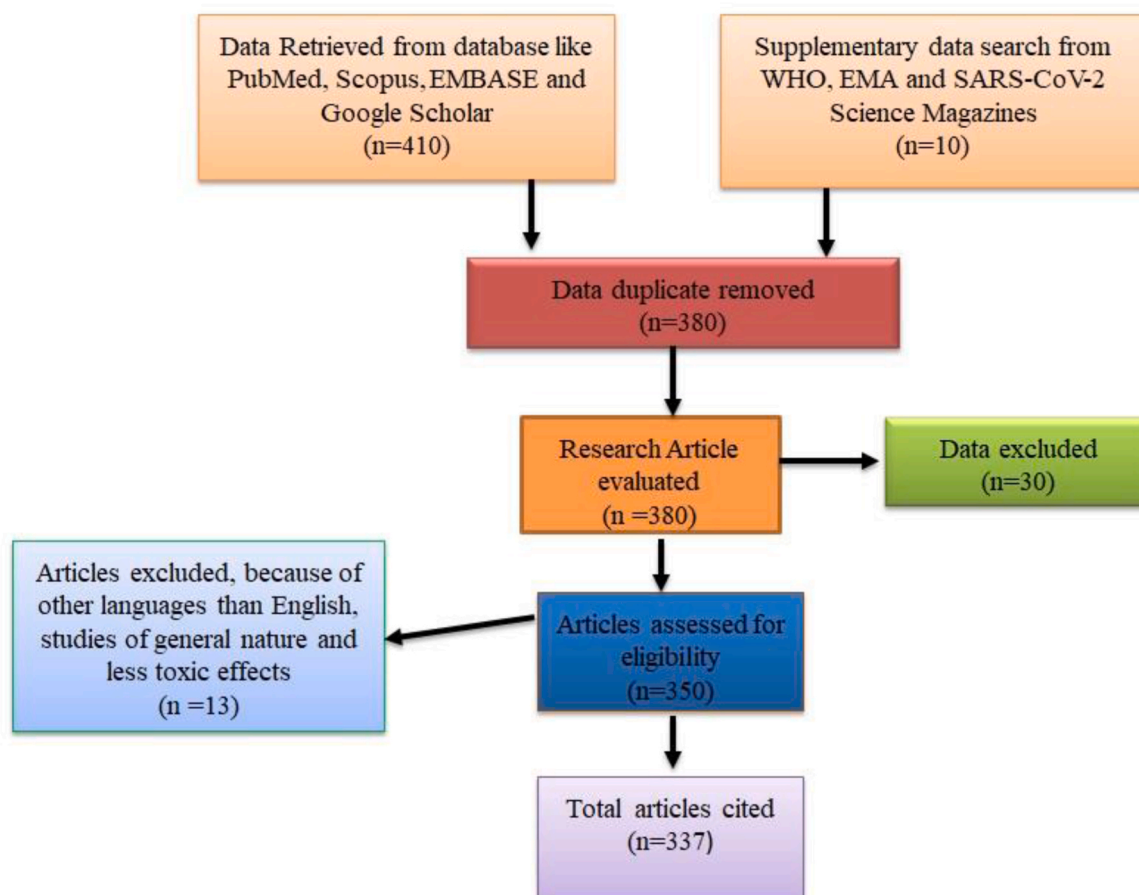 Data Retrieved from database like
PubMed, Scopus, EMBASE and
Google Scholar
(n=410)
Supplementary data search from
WHO, EMA and SARS-CoV-2
Science Magazines
(n=10)
Data duplicate removed
(n=380)
Research Article
evaluated
(n =380)
Data excluded
(n=30)
Articles excluded, because of
other languages than English,
studies of general nature and
less toxic effects
(n =13)
Articles assessed for
eligibility
(n=350)
Total articles cited
(n=337)